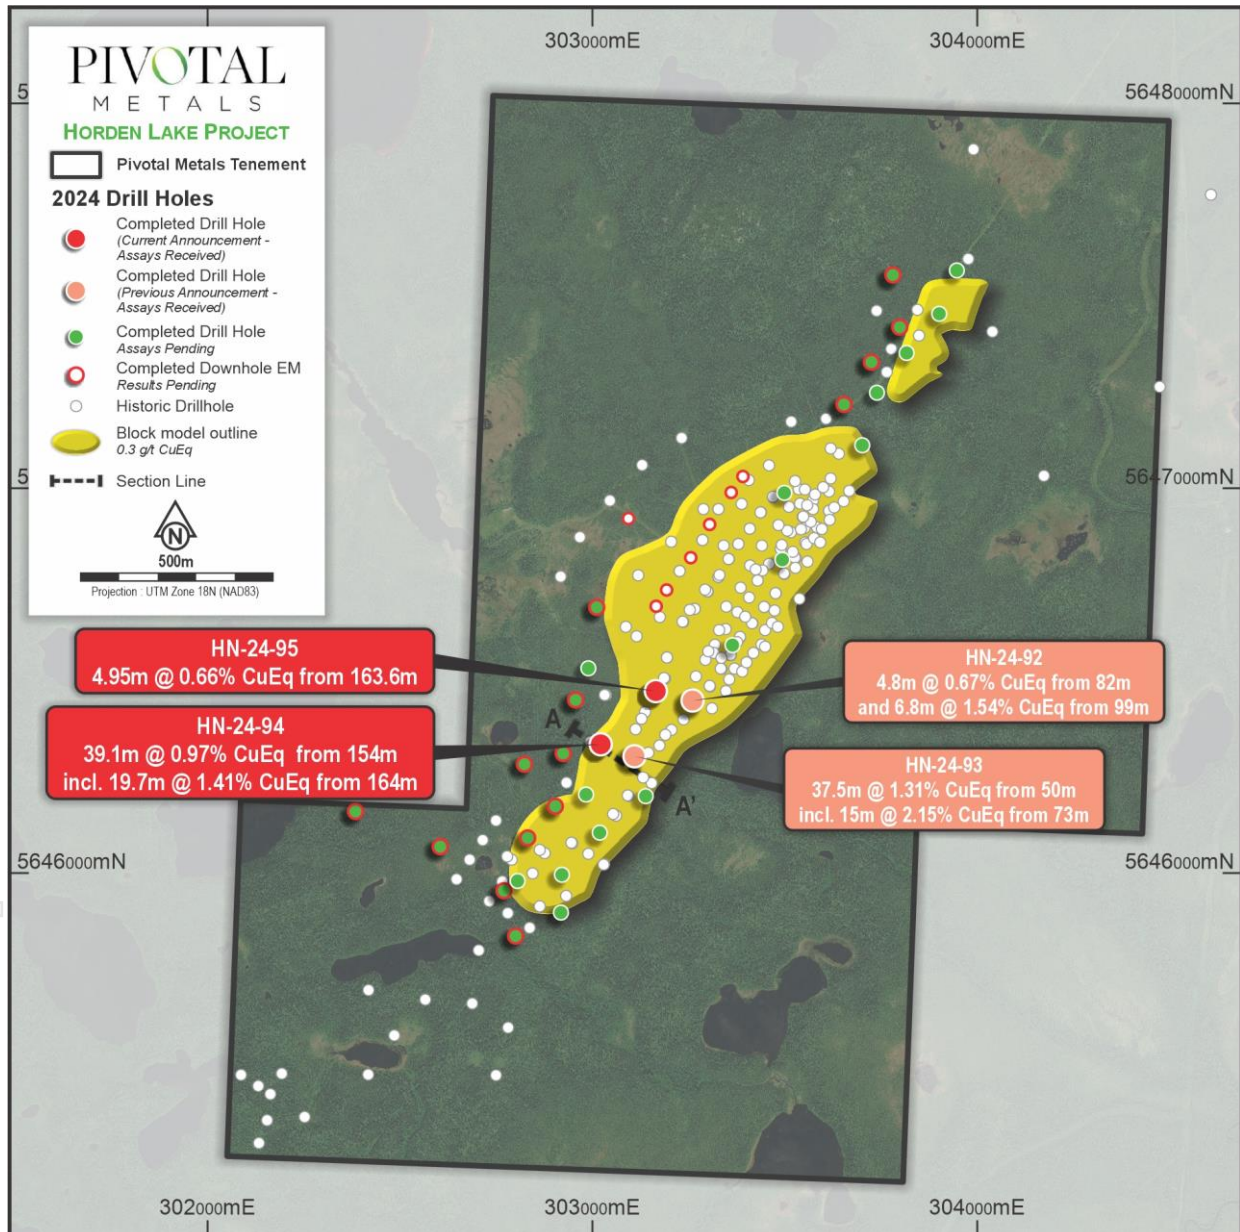 303000mE
304000mE
PIVOTAL
METALS
HORDEN LAKE PROJECT
Pivotal Metals Tenement
2024 Drill Holes
Completed Drill Hole
(Current Announcement -
Assays Received)
Completed Drill Hole
(Previous Announcement -
Assays Received)
Completed Drill Hole
Assays Pending
Completed Downhole EM
Results Pending
Historic Drillhole
Block model outline
0.3 g/t CuEq
Section Line
N
500m
Projection : UTM Zone 18N (NAD83)
5
5648000mN
5
5647000mN
HN-24-95
4.95m @ 0.66% CuEq from 163.6m
HN-24-92
4.8m @ 0.67% CuEq from 82m
and 6.8m @ 1.54% CuEq from 99m
A
HN-24-94
39.1m @ 0.97% CuEq from 154m
incl. 19.7m @ 1.41% CuEq from 164m
HN-24-93
37.5m @ 1.31% CuEq from 50m
incl. 15m @ 2.15% CuEq from 73m
A'
5646000mN
5646000mN
302000mE
303000mE
304000mE